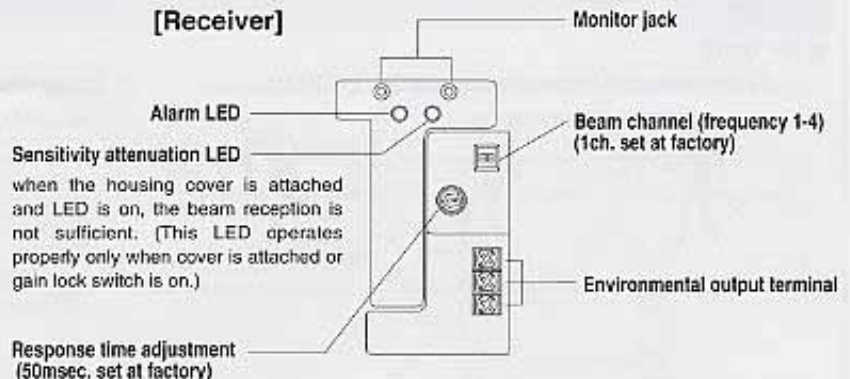 [Receiver]
Monitor jack
Alarm LED
Beam channel (frequency 1-4)
(1ch. set at factory)
Sensitivity attenuation LED
when the housing cover is attached
and LED is on, the beam reception is
not sufficient. (This LED operates
properly only when cover is attached or
gain lock switch is on.)
Environmental output terminal
Response time adjustment
(50msec. set at factory)